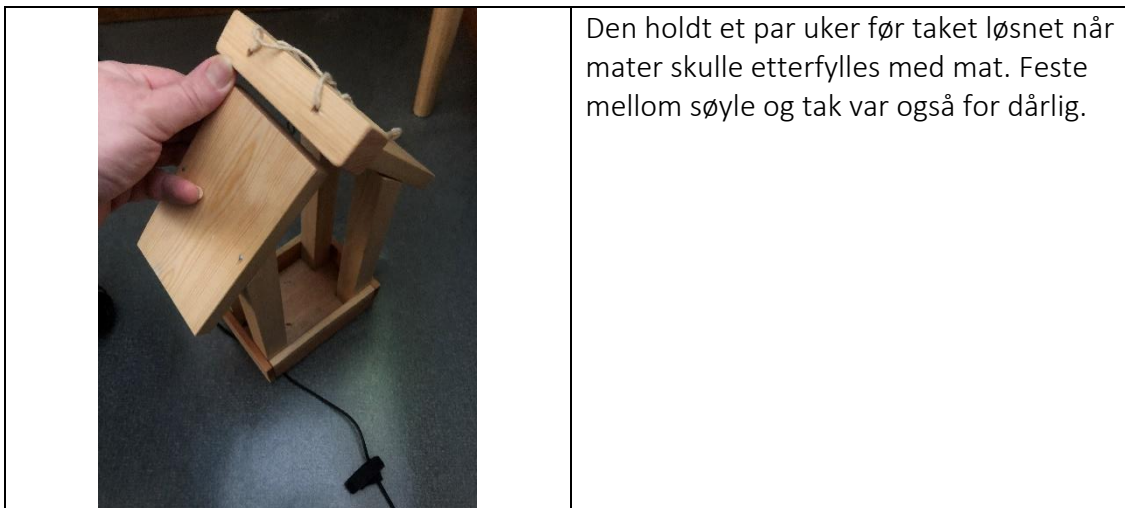 Den holdt et par uker før taket løsnet når
mater skulle etterfylles med mat. Feste
mellom søyle og tak var også for dårlig.